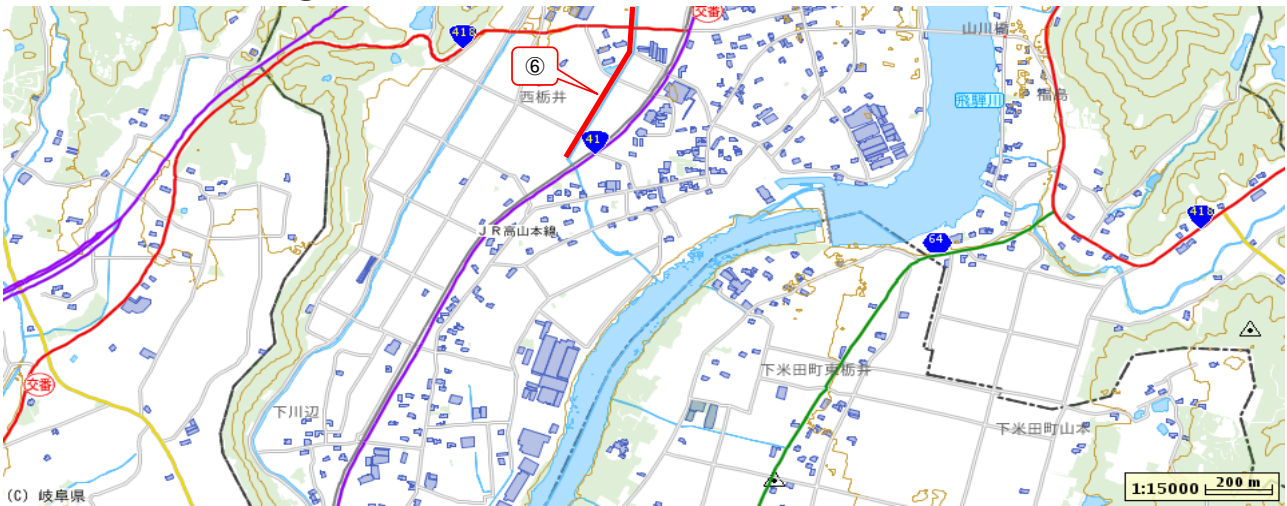 交番
418
山川橋
⑥
西栃井
飛騨川
福島
41
418
JR高山本線
64
下米田町東栃井
交番
下川辺
下米田町山本
(C) 岐阜県
1:15000 200 m